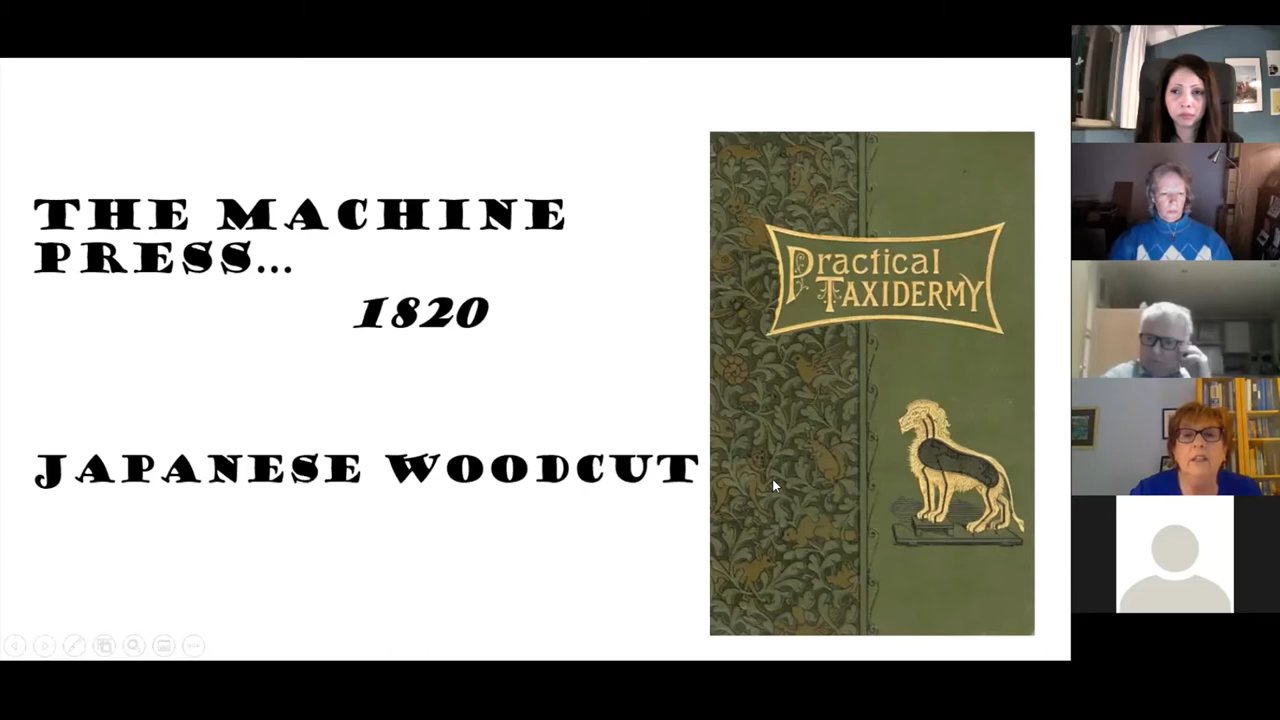 THE MACHINE
PRESS...
1820
JAPANESE WOODCUT
Practical
TAXIDERMY